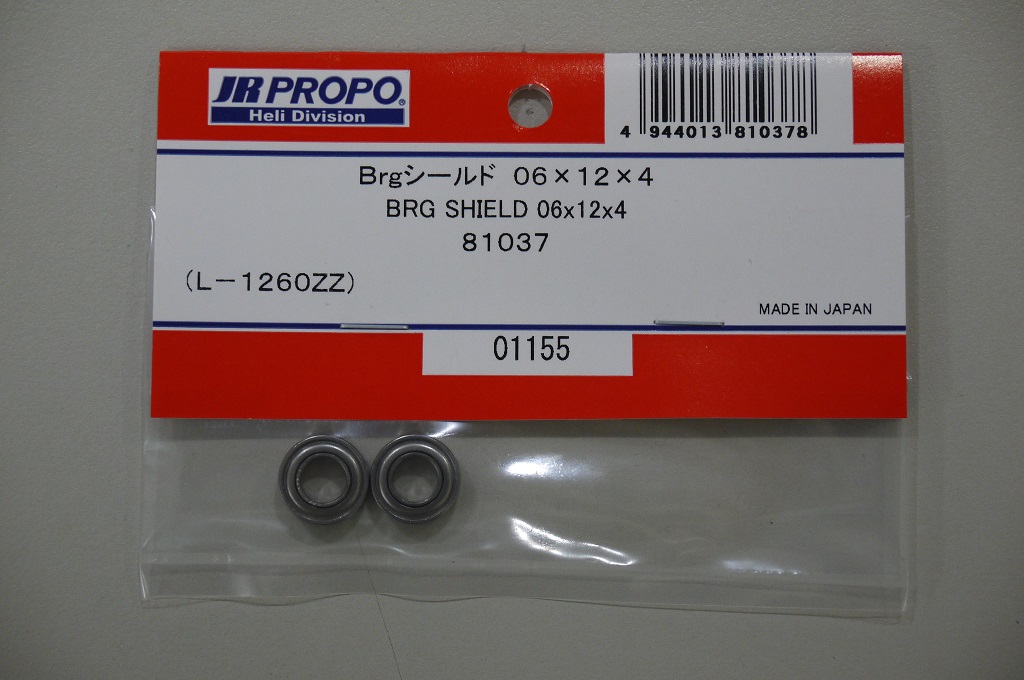 JR PROPO®
Heli Division
4 944013 810378
Brgシールド 06×12×4
BRG SHIELD 06x12x4
81037
(L-1260ZZ)
MADE IN JAPAN
01155